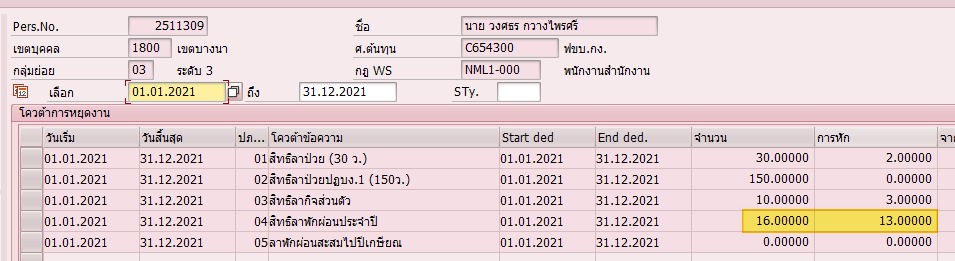 Pers.No. 2511309 ชื่อ นาย วงศธร กวางไพรศรี
เขตบุคคล 1800 เขตบางนา ศ.ต้นทุน C654300 ฟขบ.กง.
กลุ่มย่อย 03 ระดับ 3 กฎ WS NML1-000 พนักงานสำนักงาน
เลือก 01.01.2021 ถึง 31.12.2021 STy.
โควต้าการหยุดงาน
วันเริ่ม วันสิ้นสุด ปภ... โควต้าข้อความ Start ded End ded. จำนวน การหัก จาก
01.01.2021 31.12.2021 01 สิทธิลาป่วย (30 ว.) 01.01.2021 31.12.2021 30.00000 2.00000
01.01.2021 31.12.2021 02 สิทธิลาป่วยปฏบง.1 (150ว.) 01.01.2021 31.12.2021 150.00000 0.00000
01.01.2021 31.12.2021 03 สิทธิลากิจส่วนตัว 01.01.2021 31.12.2021 10.00000 3.00000
01.01.2021 31.12.2021 04 สิทธิลาพักผ่อนประจำปี 01.01.2021 31.12.2021 16.00000 13.00000
01.01.2021 31.12.2021 05 ลาพักผ่อนสะสมไปปีเกษียณ 01.01.2021 31.12.2021 0.00000 0.00000